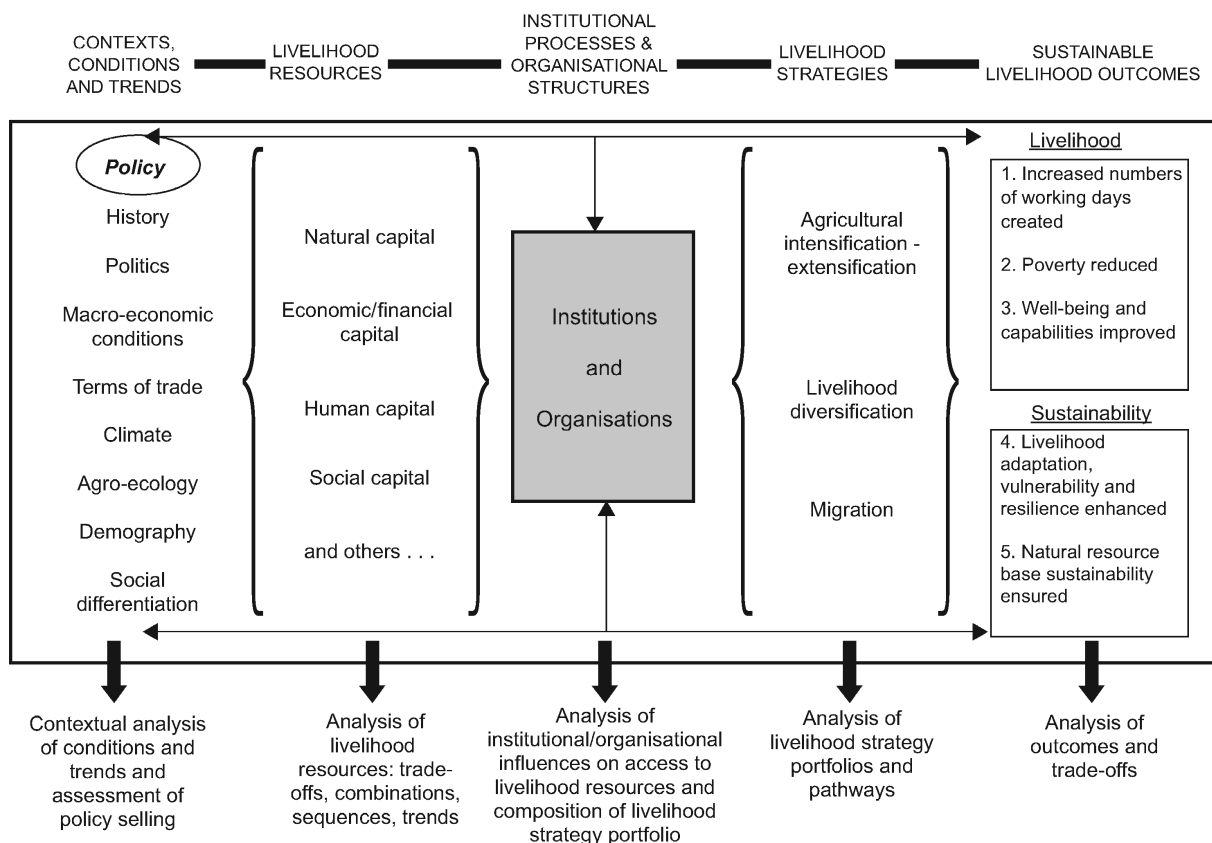 CONTEXTS,
CONDITIONS
AND TRENDS
LIVELIHOOD
RESOURCES
INSTITUTIONAL
PROCESSES &
ORGANISATIONAL
STRUCTURES
LIVELIHOOD
STRATEGIES
SUSTAINABLE
LIVELIHOOD OUTCOMES
Policy
History
Politics
Macro-economic
conditions
Terms of trade
Climate
Agro-ecology
Demography
Social
differentiation
Natural capital
Economic/financial
capital
Human capital
Social capital
and others . . .
Institutions
and
Organisations
Agricultural
intensification -
extensification
Livelihood
diversification
Migration
Livelihood
1. Increased numbers
of working days
created
2. Poverty reduced
3. Well-being and
capabilities improved
Sustainability
4. Livelihood
adaptation,
vulnerability and
resilience enhanced
5. Natural resource
base sustainability
ensured
Contextual analysis
of conditions and
trends and
assessment of
policy selling
Analysis of
livelihood
resources: trade-
offs, combinations,
sequences, trends
Analysis of
institutional/organisational
influences on access to
livelihood resources and
composition of livelihood
strategy portfolio
Analysis of
livelihood strategy
portfolios and
pathways
Analysis of
outcomes and
trade-offs